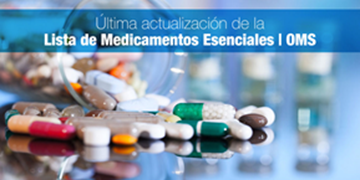 Última actualización de la
Lista de Medicamentos Esenciales | OMS